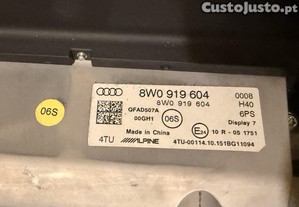 CustoJusto.pt
8W0 919 604
8W0 919 604
0008
H40
6PS
QFAD507A
00GH1
06S
Display 7
Made in China
E24
10 R - 05 1751
4TU
ALPINE
4TU-00114.10.151BG11094
06S